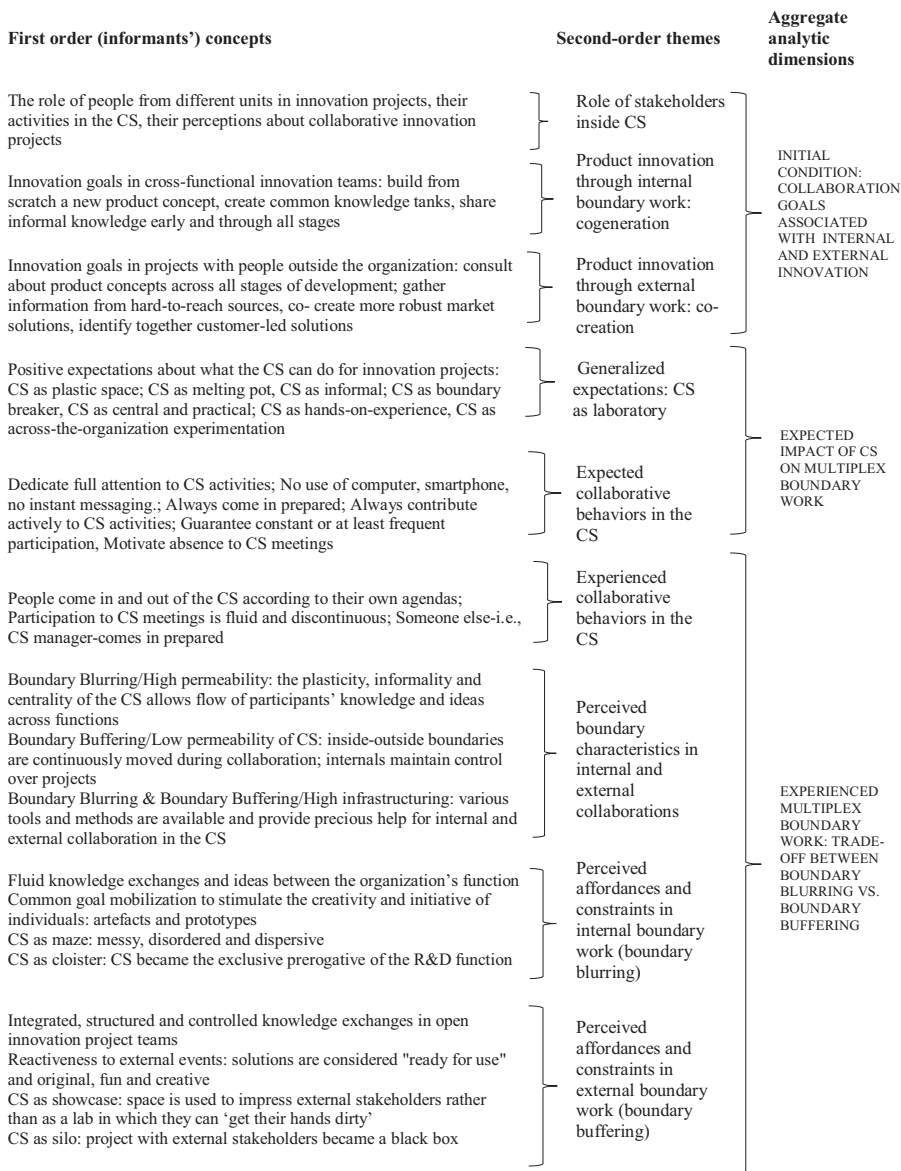 First order (informants') concepts
Second-order themes
Aggregate
analytic
dimensions
The role of people from different units in innovation projects, their
activities in the CS, their perceptions about collaborative innovation
projects
Role of stakeholders
inside CS
Innovation goals in cross-functional innovation teams: build from
scratch a new product concept, create common knowledge tanks, share
informal knowledge early and through all stages
Product innovation
through internal
boundary work:
cogeneration
Innovation goals in projects with people outside the organization: consult
about product concepts across all stages of development; gather
information from hard-to-reach sources, co- create more robust market
solutions, identify together customer-led solutions
Product innovation
through external
boundary work: co-
creation
INITIAL
CONDITION:
COLLABORATION
GOALS
ASSOCIATED
WITH INTERNAL
AND EXTERNAL
INNOVATION
Positive expectations about what the CS can do for innovation projects:
CS as plastic space; CS as melting pot, CS as informal; CS as boundary
breaker, CS as central and practical; CS as hands-on-experience, CS as
across-the-organization experimentation
Generalized
expectations: CS
as laboratory
Dedicate full attention to CS activities; No use of computer, smartphone,
no instant messaging.; Always come in prepared; Always contribute
actively to CS activities; Guarantee constant or at least frequent
participation, Motivate absence to CS meetings
Expected
collaborative
behaviors in the
CS
EXPECTED
IMPACT OF CS
ON MULTIPLEX
BOUNDARY
WORK
People come in and out of the CS according to their own agendas;
Participation to CS meetings is fluid and discontinuous; Someone else-i.e.,
CS manager-comes in prepared
Experienced
collaborative
behaviors in the
CS
Boundary Blurring/High permeability: the plasticity, informality and
centrality of the CS allows flow of participants' knowledge and ideas
across functions
Boundary Buffering/Low permeability of CS: inside-outside boundaries
are continuously moved during collaboration; internals maintain control
over projects
Boundary Blurring & Boundary Buffering/High infrastructuring: various
tools and methods are available and provide precious help for internal and
external collaboration in the CS
Perceived
boundary
characteristics in
internal and
external
collaborations
Fluid knowledge exchanges and ideas between the organization's function
Common goal mobilization to stimulate the creativity and initiative of
individuals: artefacts and prototypes
CS as maze: messy, disordered and dispersive
CS as cloister: CS became the exclusive prerogative of the R&D function
Perceived
affordances and
constraints in
internal boundary
work (boundary
blurring)
Integrated, structured and controlled knowledge exchanges in open
innovation project teams
Reactiveness to external events: solutions are considered "ready for use"
and original, fun and creative
CS as showcase: space is used to impress external stakeholders rather
than as a lab in which they can 'get their hands dirty'
CS as silo: project with external stakeholders became a black box
Perceived
affordances and
constraints in
external boundary
work (boundary
buffering)
EXPERIENCED
MULTIPLEX
BOUNDARY
WORK: TRADE-
OFF BETWEEN
BOUNDARY
BLURRING VS.
BOUNDARY
BUFFERING